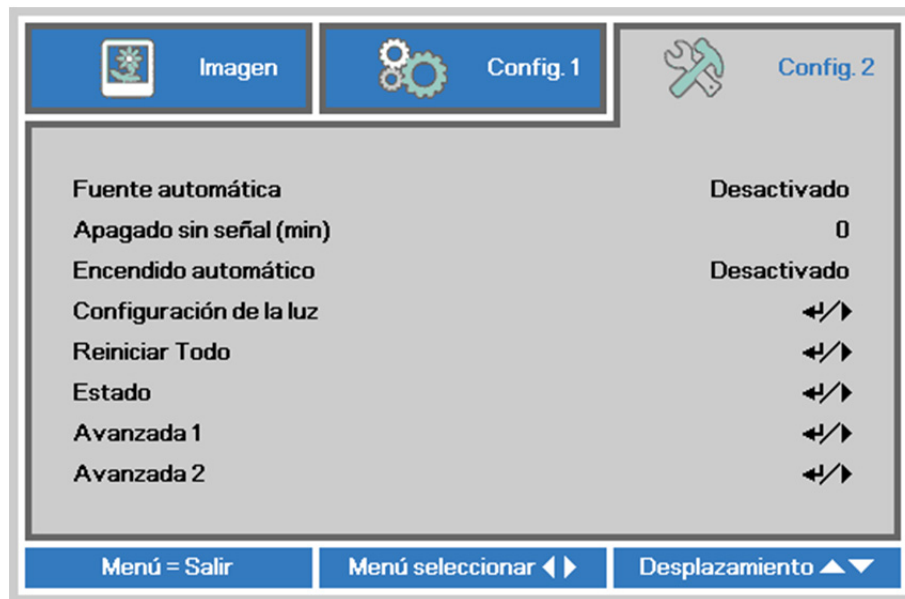 Imagen Config. 1 Config. 2
Fuente automática Desactivado
Apagado sin señal (min) 0
Encendido automático Desactivado
Configuración de la luz ↵/▶
Reiniciar Todo ↵/▶
Estado ↵/▶
Avanzada 1 ↵/▶
Avanzada 2 ↵/▶
Menú = Salir Menú seleccionar ◀ ▶ Desplazamiento ▲▼